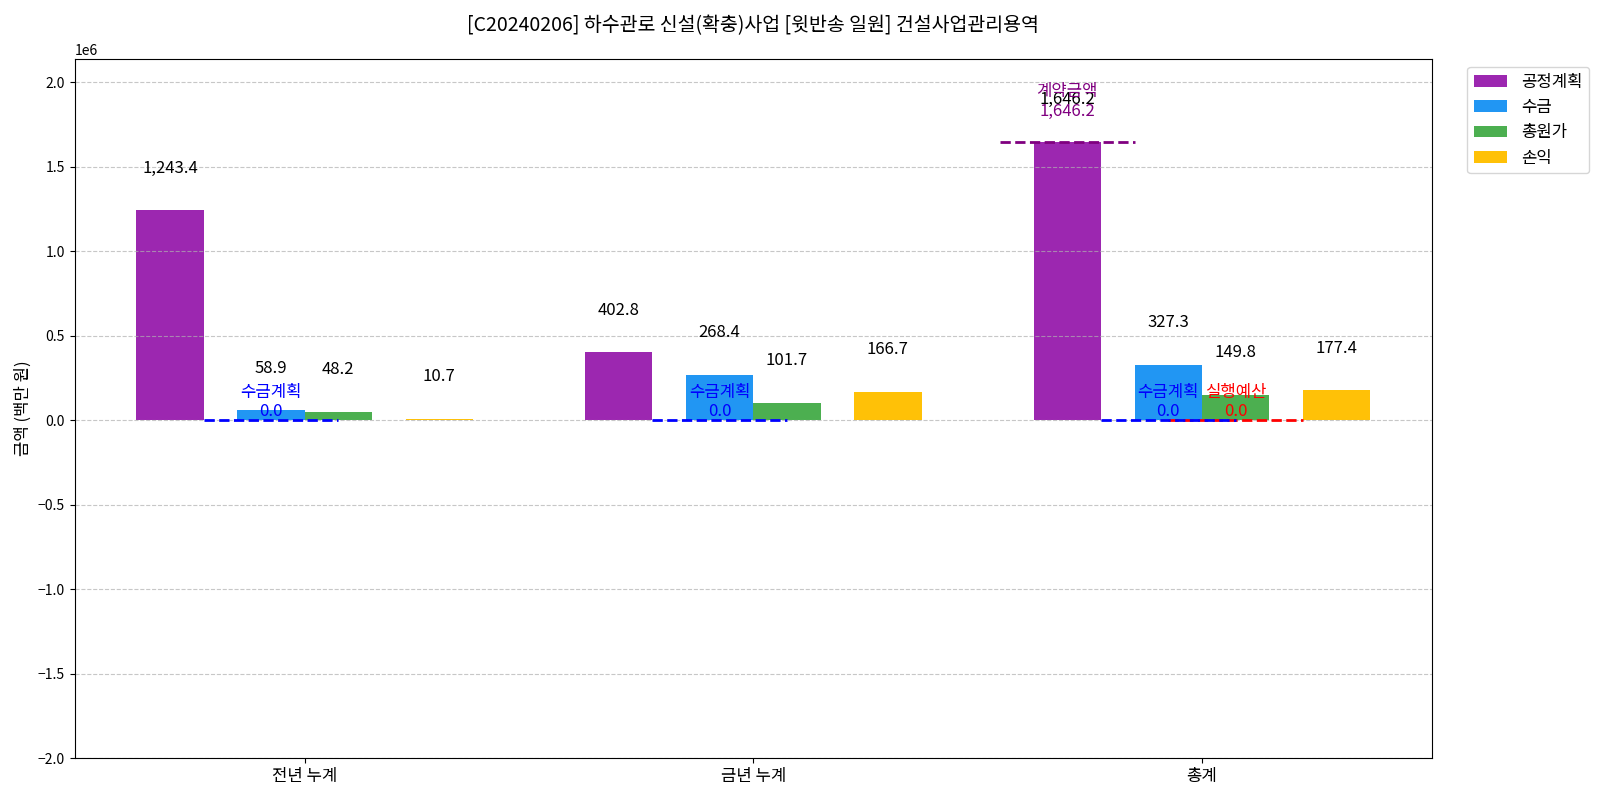 [C20240206] 하수관로 신설(확충)사업 [윗반송 일원] 건설사업관리용역
1e6
2.0
1.5
1.0
0.5
0.0
−0.5
−1.0
−1.5
−2.0
금액 (백만 원)
1,243.4
58.9
48.2
10.7
수금계획
0.0
402.8
268.4
101.7
166.7
수금계획
0.0
계약금액
1,646.2
1,646.2
327.3
149.8
177.4
수금계획
0.0
실행예산
0.0
전년 누계
금년 누계
총계
공정계획
수금
총원가
손익